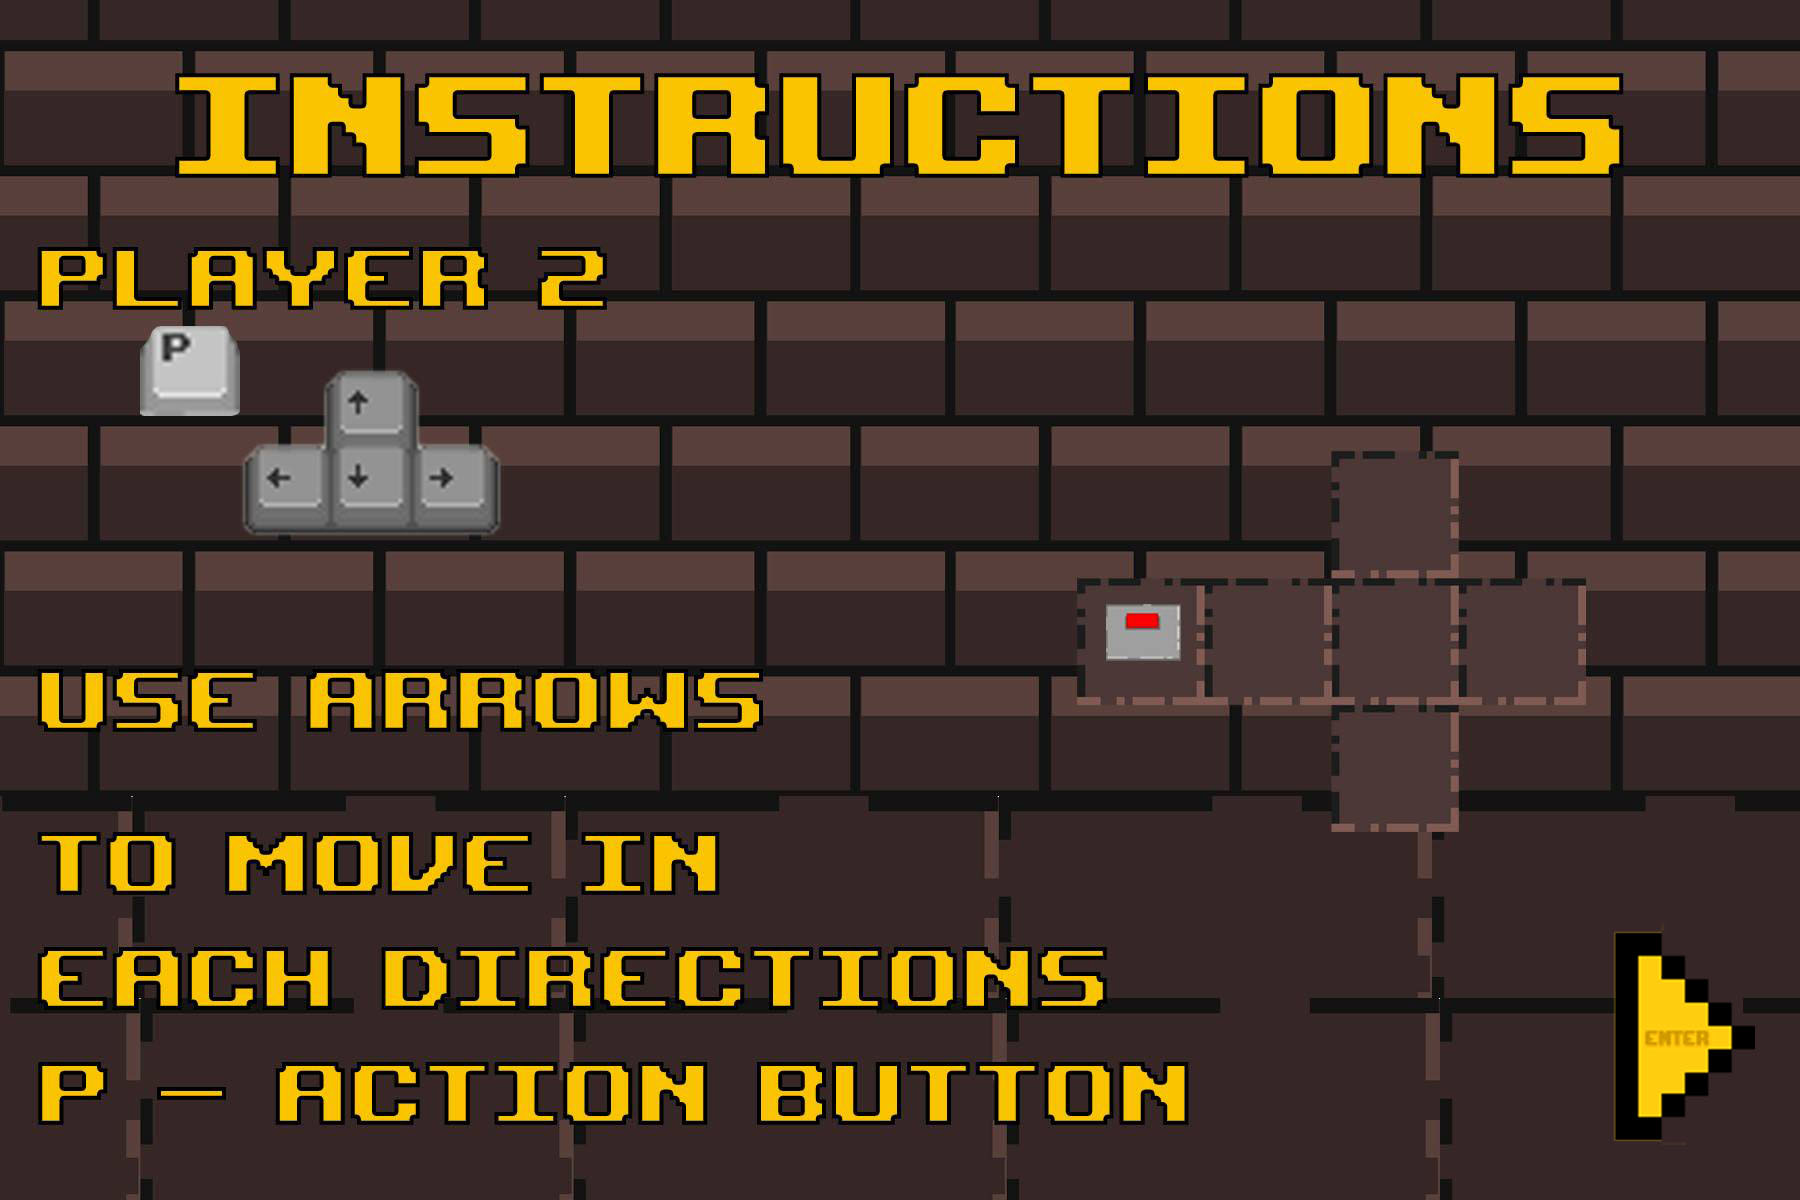 INSTRUCTIONS
PLAYER 2
P
↑
← ↓ →
USE ARROWS
TO MOVE IN
EACH DIRECTIONS
P - ACTION BUTTON
ENTER